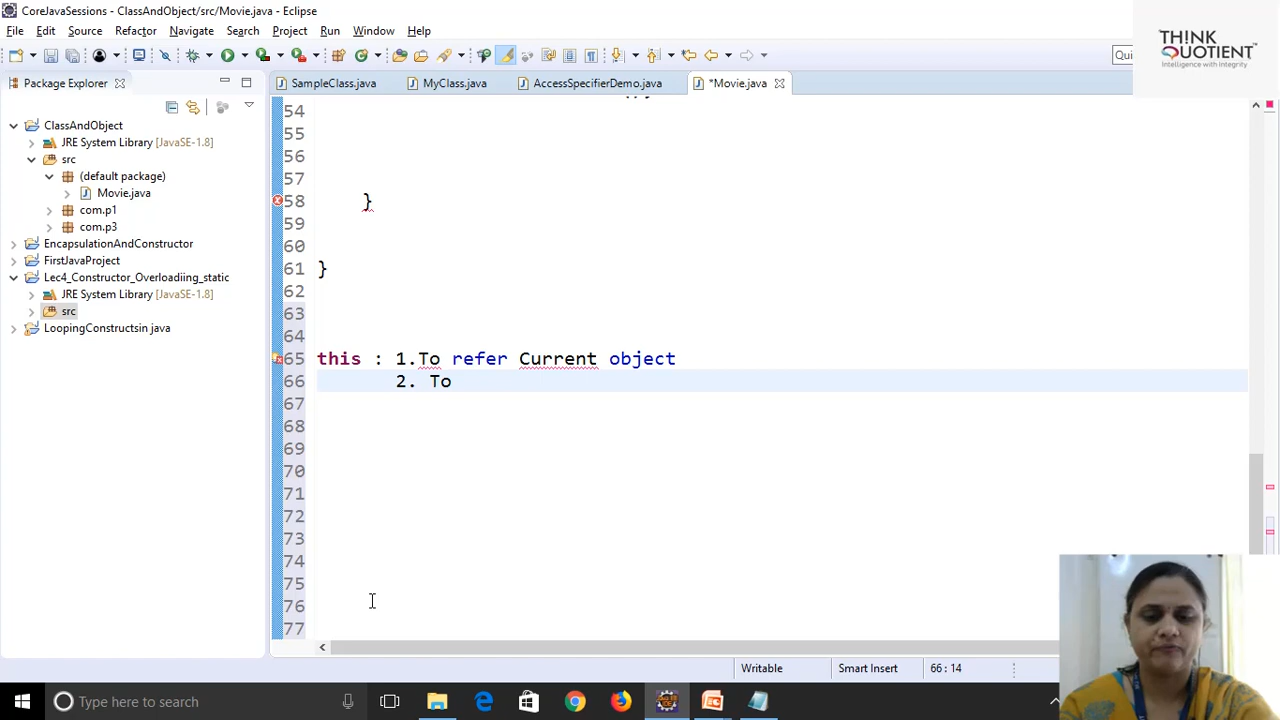 CoreJavaSessions - ClassAndObject/src/Movie.java - Eclipse
File Edit Source Refactor Navigate Search Project Run Window Help
THINK
QUOTIENT
Intelligence with Integrity
Qui
Package Explorer
SampleClass.java MyClass.java AccessSpecifierDemo.java *Movie.java
ClassAndObject
JRE System Library [JavaSE-1.8]
src
(default package)
Movie.java
com.p1
com.p3
EncapsulationAndConstructor
FirstJavaProject
Lec4_Constructor_Overloadiing_static
JRE System Library [JavaSE-1.8]
src
LoopingConstructsin java
54
55
56
57
58 }
59
60
61 }
62
63
64
65 this : 1.To refer Current object
66 2. To
67
68
69
70
71
72
73
74
75
76
77
Writable Smart Insert 66 : 14
Type here to search